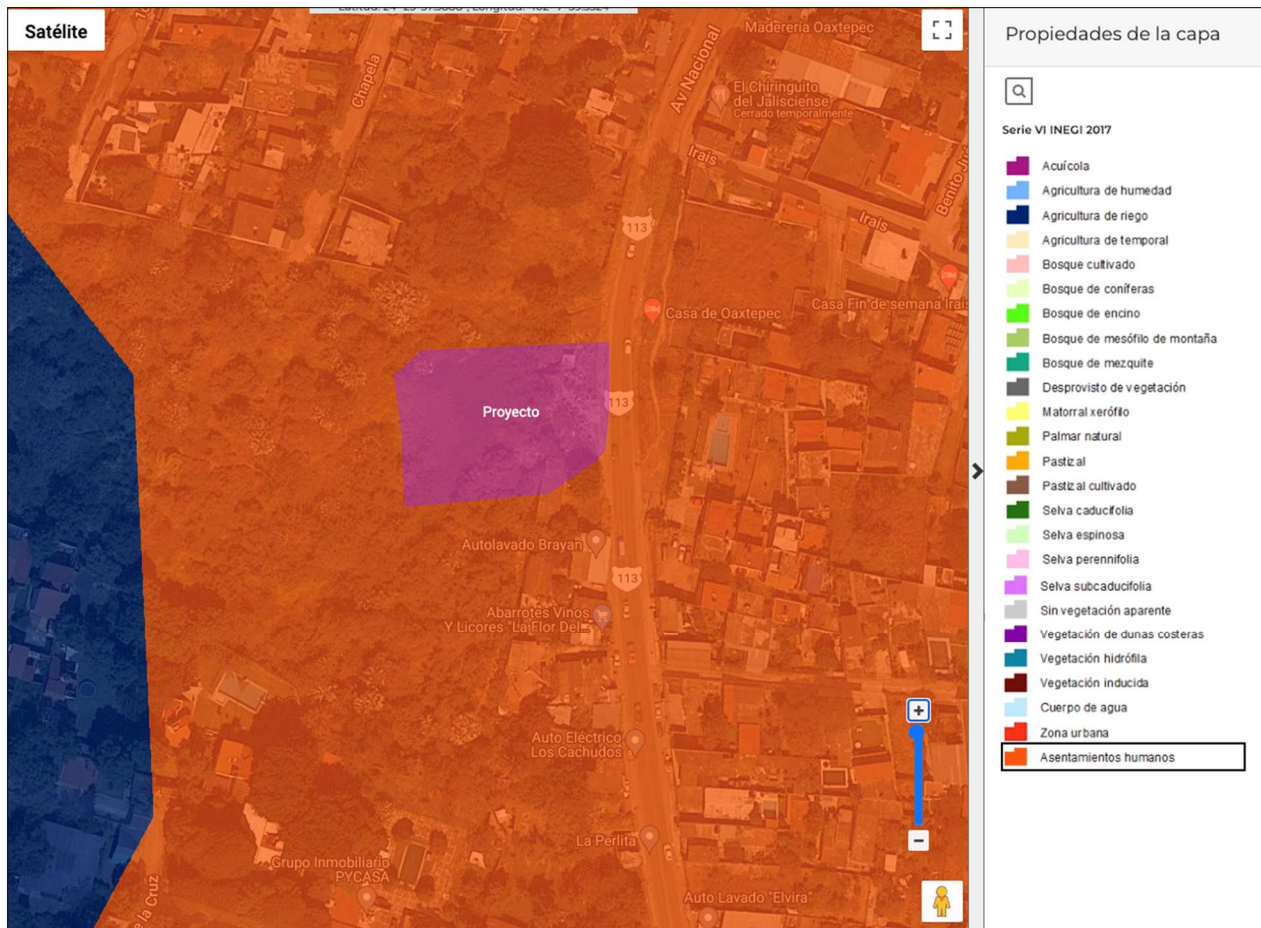 Satélite
Madereria Oaxtepec
Av Nacional
Chapela
El Chiringuito
del Jalisciense
Cerrado temporalmente
Irais
Irais
113
Casa de Oaxtepec
Casa Fin de semana Irais
Proyecto
113
Autolavado Brayan
113
Abarrotes Vinos
Y Licores "La Flor Del...
Auto Eléctrico
Los Cachudos
La Perlita
Grupo Inmobiliario
PYCASA
e la Cruz
Auto Lavado "Elvira"
Propiedades de la capa
Serie VI INEGI 2017
Acuícola
Agricultura de humedad
Agricultura de riego
Agricultura de temporal
Bosque cultivado
Bosque de coníferas
Bosque de encino
Bosque de mesófilo de montaña
Bosque de mezquite
Desprovisto de vegetación
Matorral xerófilo
Palmar natural
Pastizal
Pastizal cultivado
Selva caducifolia
Selva espinosa
Selva perennifolia
Selva subcaducifolia
Sin vegetación aparente
Vegetación de dunas costeras
Vegetación hidrófila
Vegetación inducida
Cuerpo de agua
Zona urbana
Asentamientos humanos